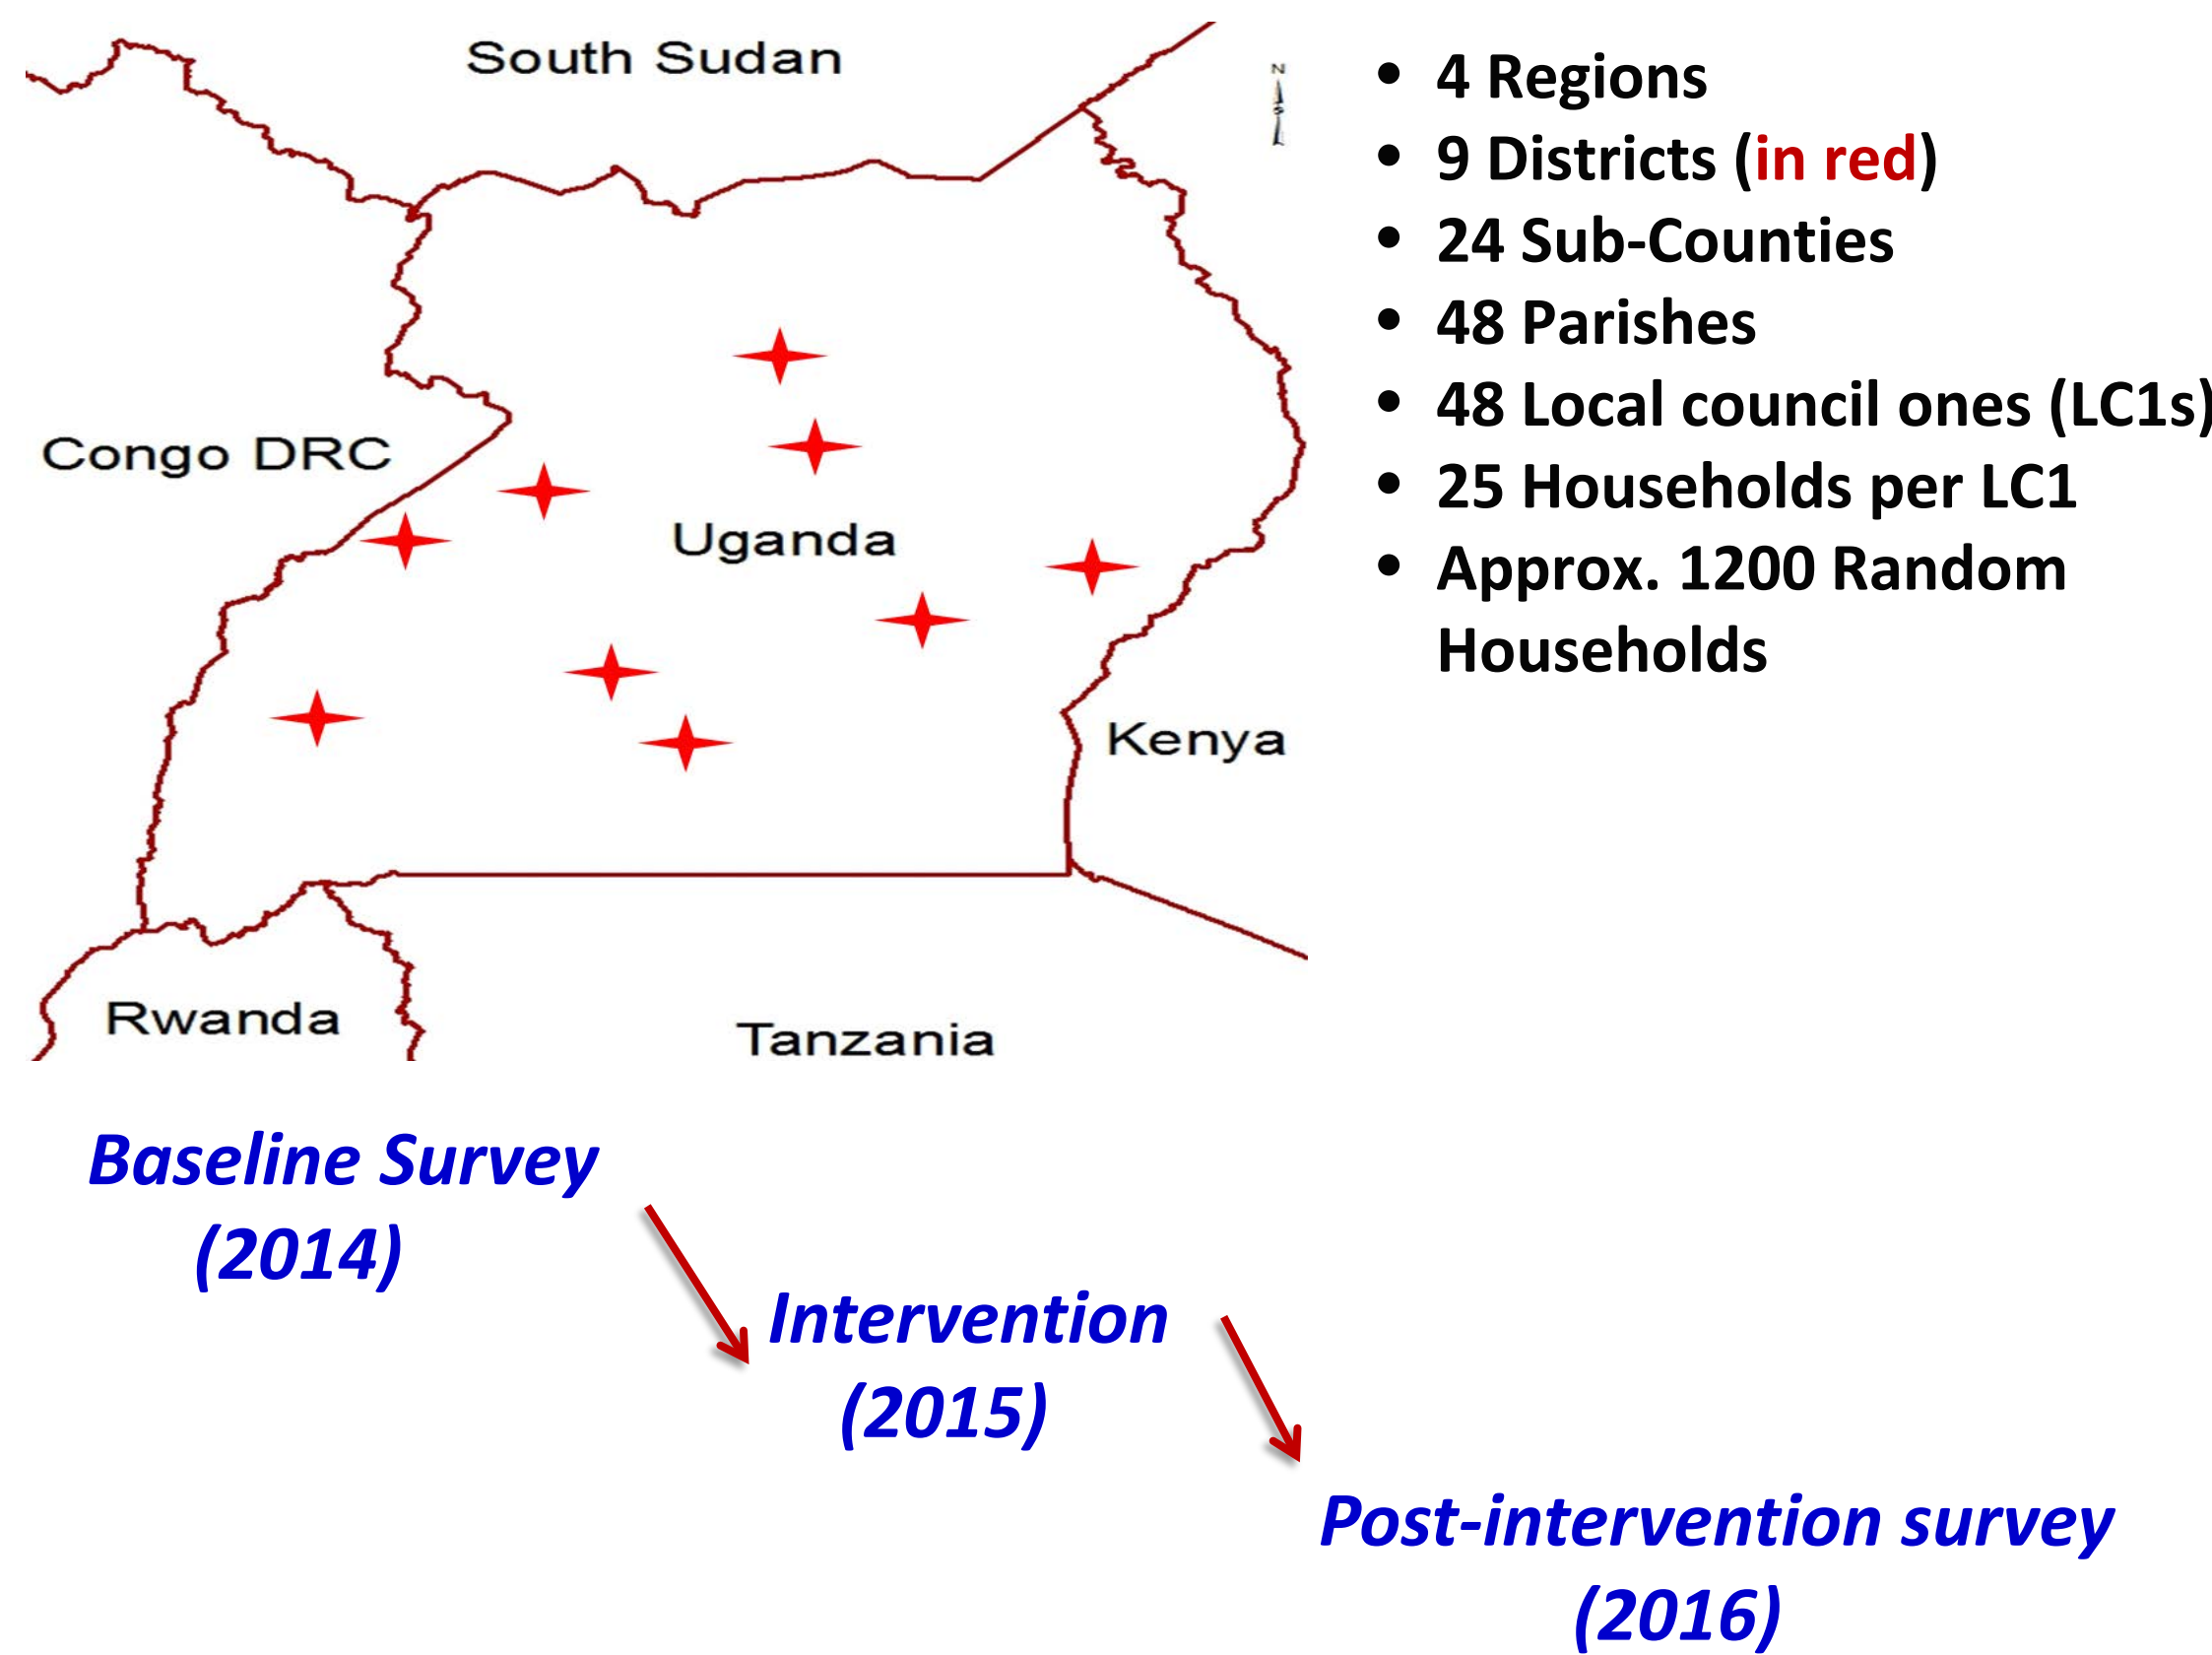 South Sudan
N
S
Congo DRC
Uganda
Kenya
Rwanda
Tanzania
• 4 Regions
• 9 Districts (in red)
• 24 Sub-Counties
• 48 Parishes
• 48 Local council ones (LC1s)
• 25 Households per LC1
• Approx. 1200 Random
Households
Baseline Survey
(2014)
Intervention
(2015)
Post-intervention survey
(2016)